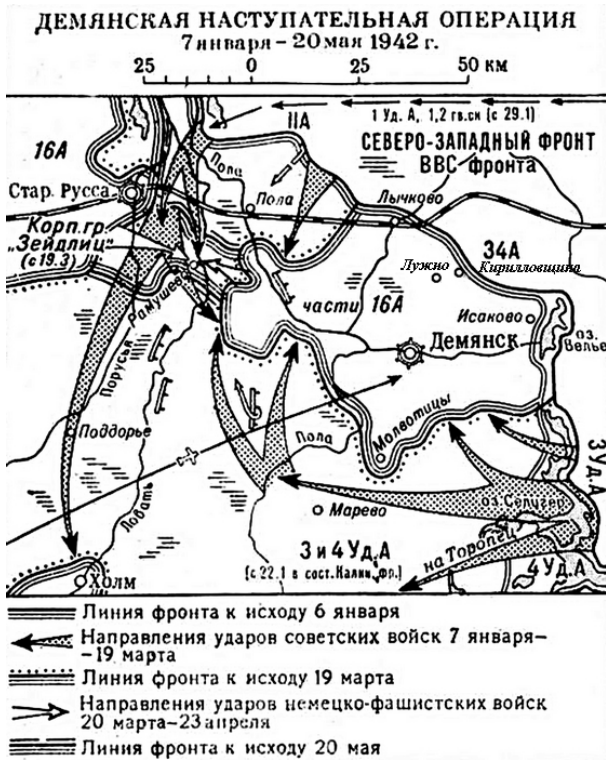 ДЕМЯНСКАЯ НАСТУПАТЕЛЬНАЯ ОПЕРАЦИЯ
7 января – 20 мая 1942 г.
25 0 25 50 км
1 Уд. А, 1,2 гв.ск (с 29.1)
11А
СЕВЕРО-ЗАПАДНЫЙ ФРОНТ
ВВС фронта
16А
Пола
Стар. Русса
Пола
Лычково
Корп. гр.
„Зейдлиц"
(с 19.3)
34А
Лужно
Кирилловщина
Рамушево
части 16А
Исаково
Демянск
оз. Велье
Порусья
Поддорье
Ловать
Пола
Молвотицы
3 Уд. А
оз. Селигер
Марево
3 и 4 Уд. А
(с 22.1 в сост. Калин. фр.)
на Торопец
4 Уд. А
Холм
Линия фронта к исходу 6 января
Направления ударов советских войск 7 января–
–19 марта
Линия фронта к исходу 19 марта
Направления ударов немецко-фашистских войск
20 марта–23 апреля
Линия фронта к исходу 20 мая